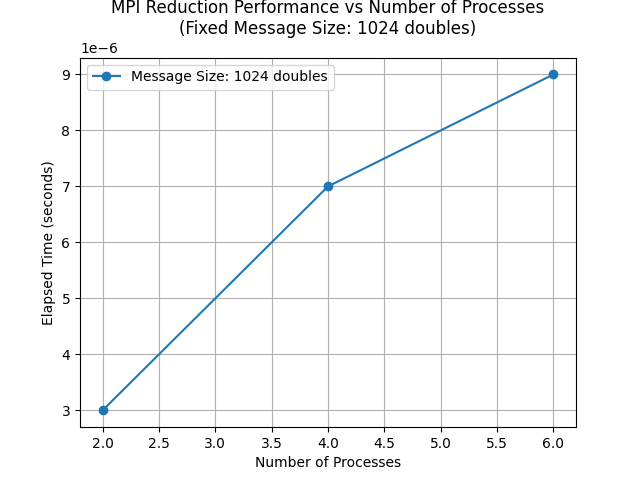 MPI Reduction Performance vs Number of Processes
(Fixed Message Size: 1024 doubles)
1e−6
Message Size: 1024 doubles
9
8
7
6
5
4
3
Elapsed Time (seconds)
2.0 2.5 3.0 3.5 4.0 4.5 5.0 5.5 6.0
Number of Processes